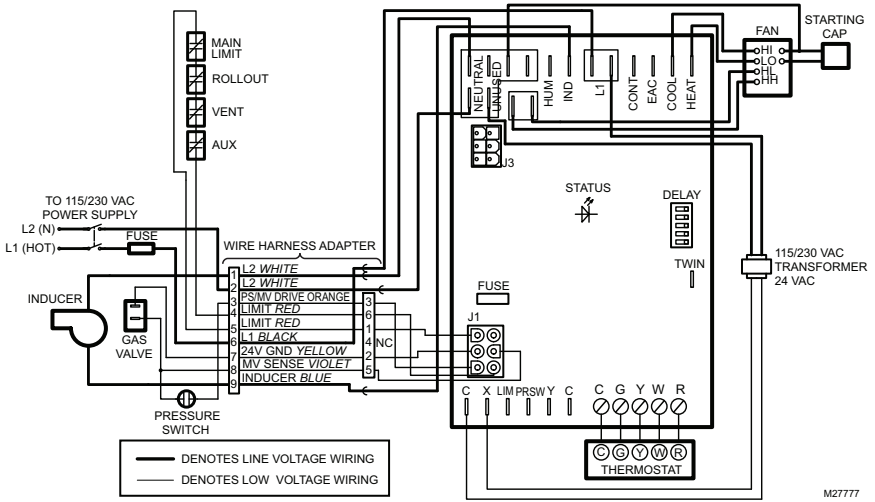 MAIN
LIMIT
ROLLOUT
VENT
AUX
TO 115/230 VAC
POWER SUPPLY
L2 (N)
L1 (HOT)
FUSE
WIRE HARNESS ADAPTER
INDUCER
GAS
VALVE
PRESSURE
SWITCH
1 L2 WHITE
2 L2 WHITE
3 PS/MV DRIVE ORANGE
4 LIMIT RED
5 LIMIT RED
6 L1 BLACK
7 24V GND YELLOW
8 MV SENSE VIOLET
9 INDUCER BLUE
3
6
1
4 NC
2
5
NEUTRAL
UNUSED
HUM
IND
L1
CONT
EAC
COOL
HEAT
J3
STATUS
DELAY
TWIN
FUSE
J1
C X LIM PRSW Y C
C G Y W R
C G Y W R
THERMOSTAT
FAN
HI
LO
HL
HH
STARTING
CAP
115/230 VAC
TRANSFORMER
24 VAC
DENOTES LINE VOLTAGE WIRING
DENOTES LOW VOLTAGE WIRING
M27777